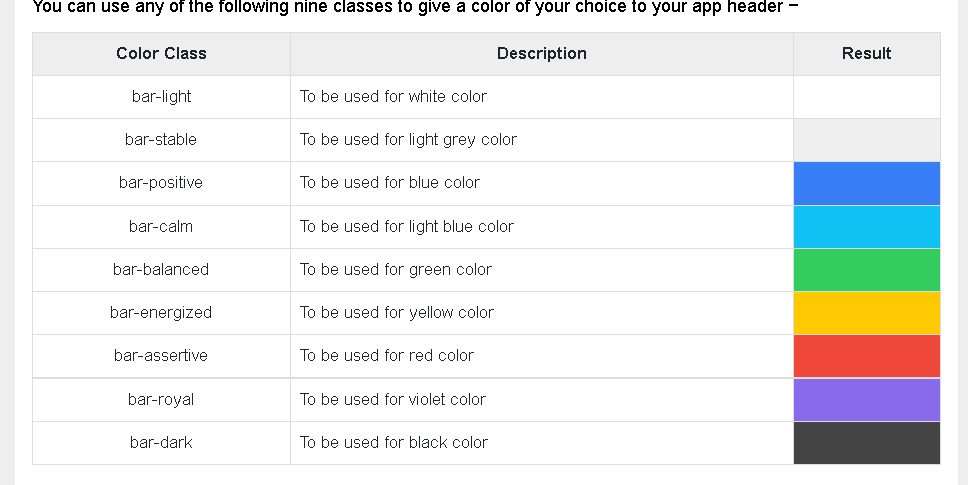 You can use any of the following nine classes to give a color of your choice to your app header –
Color Class Description Result
bar-light To be used for white color
bar-stable To be used for light grey color
bar-positive To be used for blue color
bar-calm To be used for light blue color
bar-balanced To be used for green color
bar-energized To be used for yellow color
bar-assertive To be used for red color
bar-royal To be used for violet color
bar-dark To be used for black color